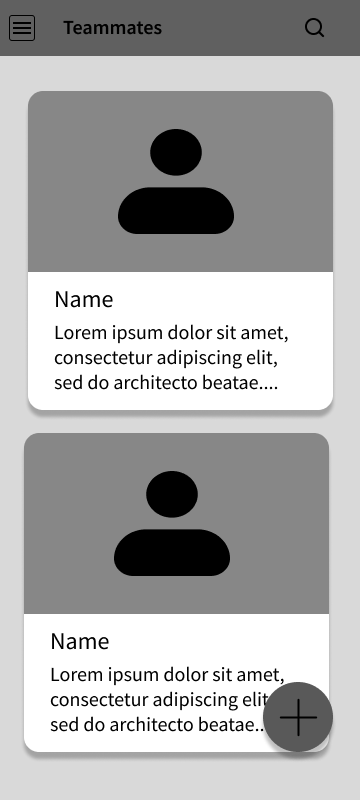 Teammates
Name
Lorem ipsum dolor sit amet,
consectetur adipiscing elit,
sed do architecto beatae....
Name
Lorem ipsum dolor sit amet,
consectetur adipiscing elit
sed do architecto beatae..